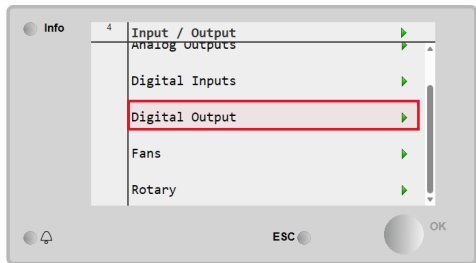 Info
4
Input / Output
Analog Outputs
Digital Inputs
Digital Output
Fans
Rotary
ESC
OK